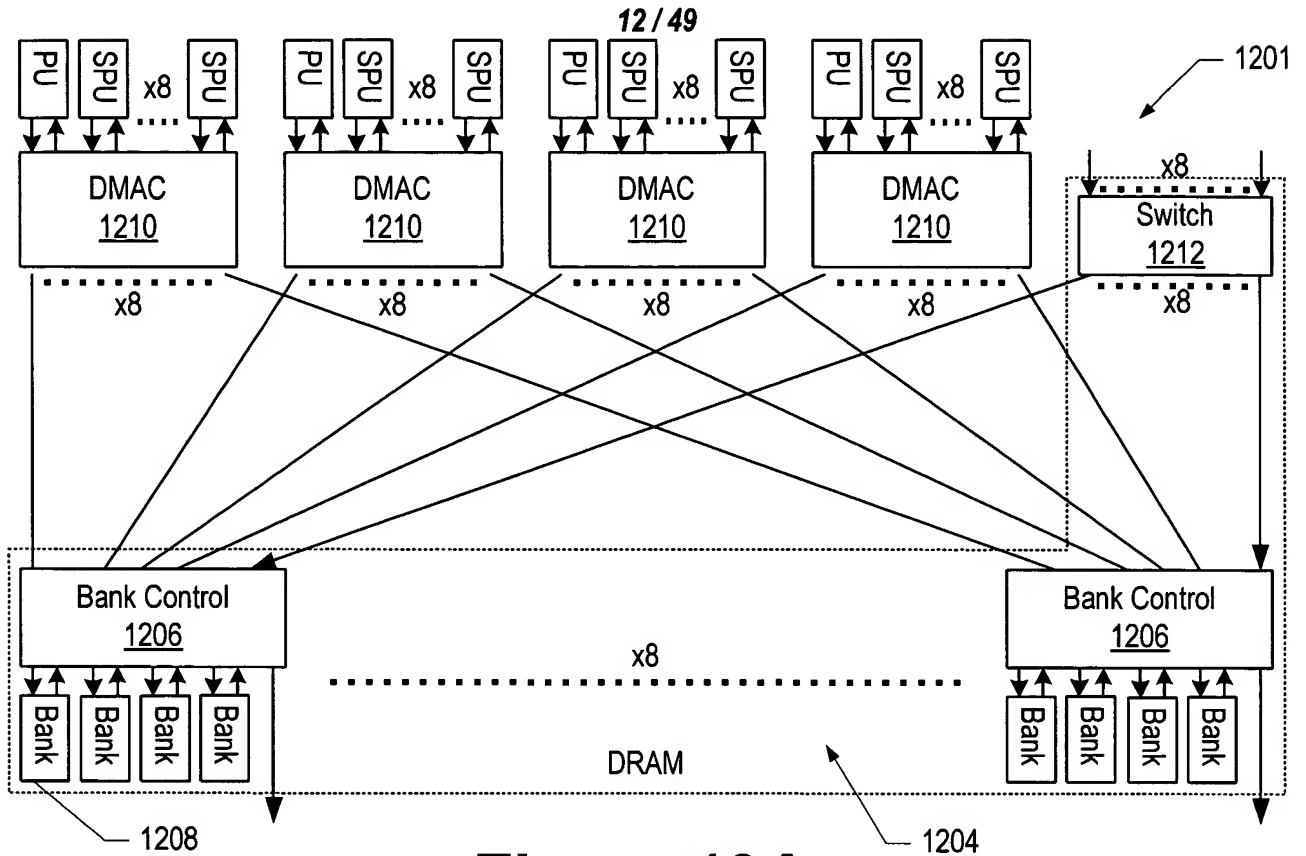 12 / 49
PU SPU x8 SPU PU SPU x8 SPU PU SPU x8 SPU PU SPU x8 SPU
1201
DMAC DMAC DMAC DMAC
1210 1210 1210 1210
x8
Switch
1212
x8 x8 x8 x8 x8
Bank Control Bank Control
1206 1206
x8
Bank Bank Bank Bank Bank Bank Bank Bank
DRAM
1208 1204